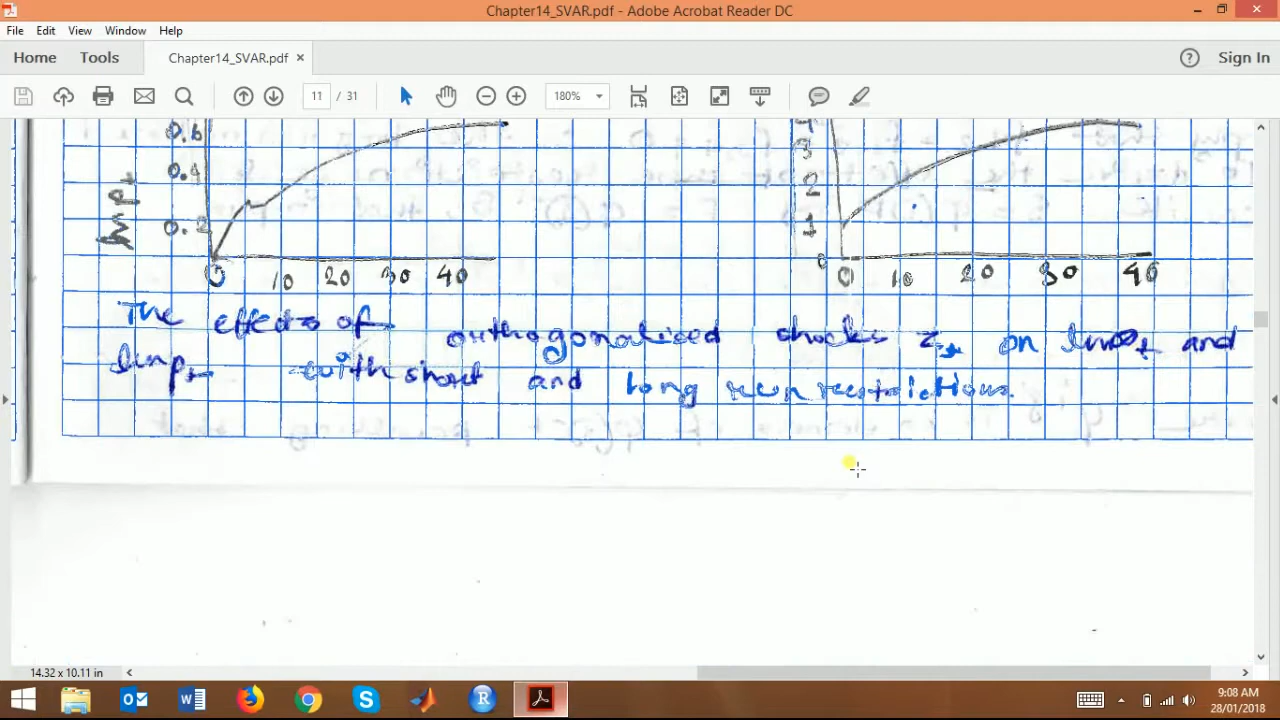 Chapter14_SVAR.pdf - Adobe Acrobat Reader DC
File Edit View Window Help
Home Tools Chapter14_SVAR.pdf × Sign In
11 / 31 180%
0.6
0.4
0.2
0 10 20 30 40
4
3
2
1
0
0 10 20 30 40
The effects of orthogonalised shocks zt on and
with short and long run restrictions.
14.32 x 10.11 in
9:08 AM
28/01/2018